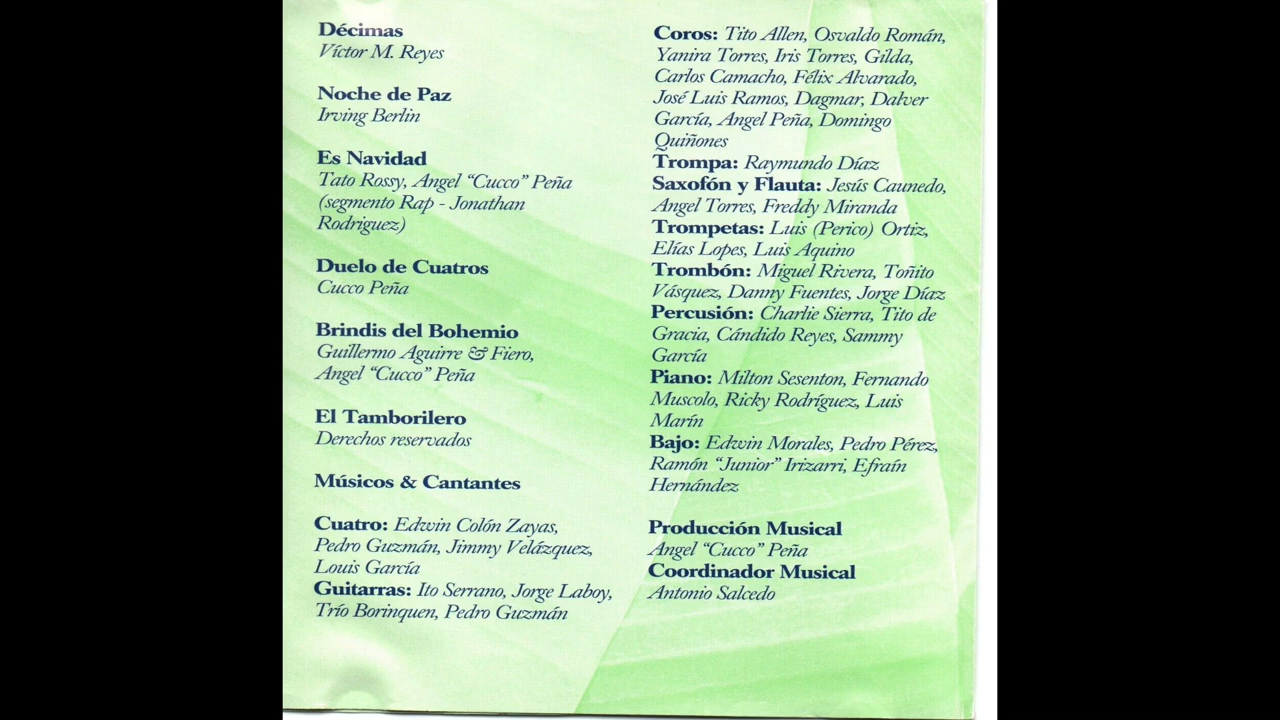 Décimas
Víctor M. Reyes
Noche de Paz
Irving Berlin
Es Navidad
Tato Rossy, Angel “Cucco” Peña
(segmento Rap - Jonathan
Rodriguez)
Duelo de Cuatros
Cucco Peña
Brindis del Bohemio
Guillermo Aguirre & Fiero,
Angel “Cucco” Peña
El Tamborilero
Derechos reservados
Músicos & Cantantes
Cuatro: Edwin Colón Zayas,
Pedro Guzmán, Jimmy Velázquez,
Louis García
Guitarras: Ito Serrano, Jorge Laboy,
Trío Borinquen, Pedro Guzmán
Coros: Tito Allen, Osvaldo Román,
Yanira Torres, Iris Torres, Gilda,
Carlos Camacho, Félix Alvarado,
José Luis Ramos, Dagmar, Dalver
García, Angel Peña, Domingo
Quiñones
Trompa: Raymundo Díaz
Saxofón y Flauta: Jesús Caunedo,
Angel Torres, Freddy Miranda
Trompetas: Luis (Perico) Ortiz,
Elías Lopes, Luis Aquino
Trombón: Miguel Rivera, Toñito
Vásquez, Danny Fuentes, Jorge Díaz
Percusión: Charlie Sierra, Tito de
Gracia, Cándido Reyes, Sammy
García
Piano: Milton Sesenton, Fernando
Muscolo, Ricky Rodríguez, Luis
Marín
Bajo: Edwin Morales, Pedro Pérez,
Ramón “Junior” Irizarri, Efraín
Hernández
Producción Musical
Angel “Cucco” Peña
Coordinador Musical
Antonio Salcedo